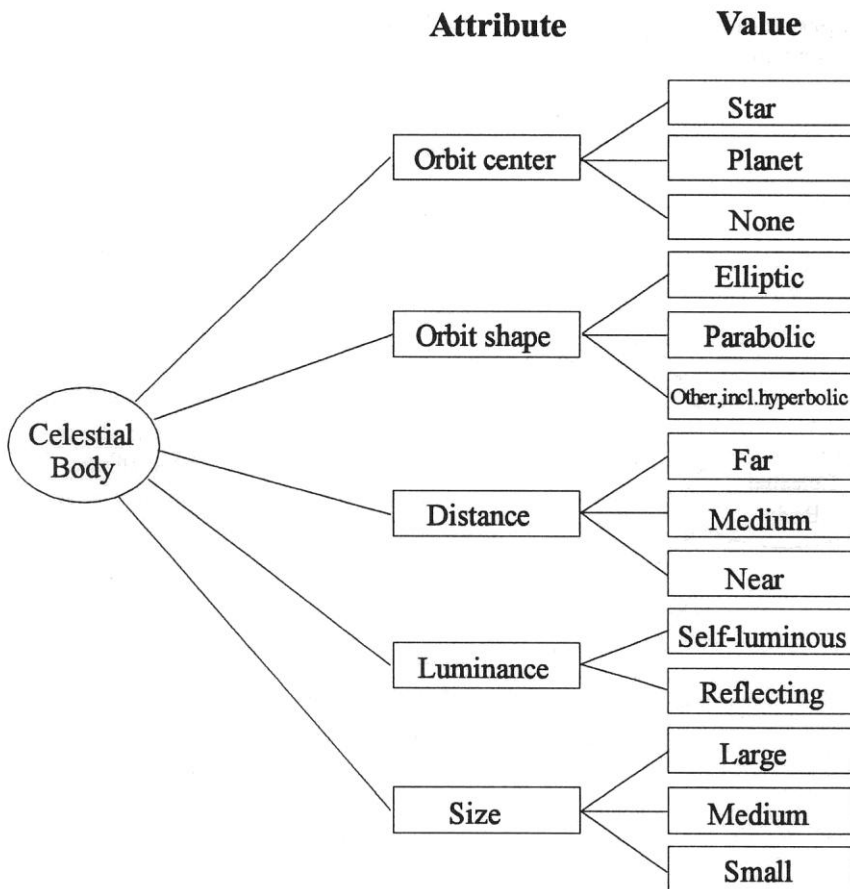 Attribute Value
Star
Orbit center
Planet
None
Elliptic
Orbit shape
Parabolic
Other,incl.hyperbolic
Celestial
Body
Far
Distance
Medium
Near
Self-luminous
Luminance
Reflecting
Large
Size
Medium
Small